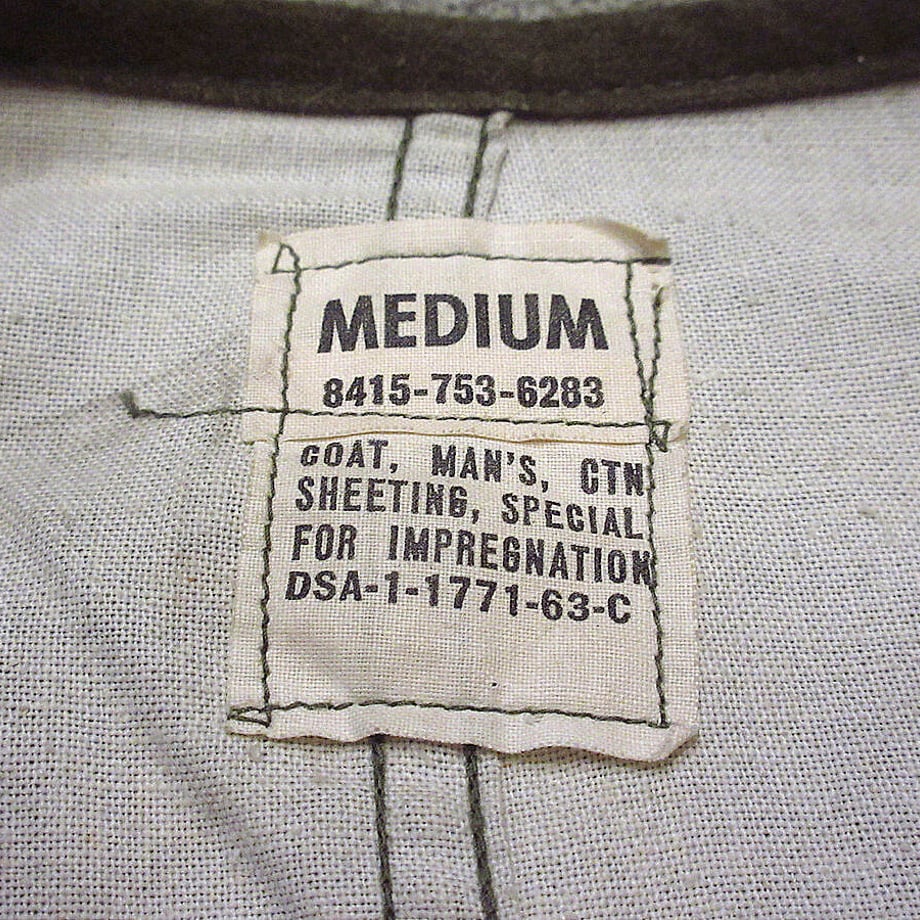 MEDIUM
8415-753-6283
COAT, MAN'S, CTN
SHEETING, SPECIAL
FOR IMPREGNATION
DSA-1-1771-63-C